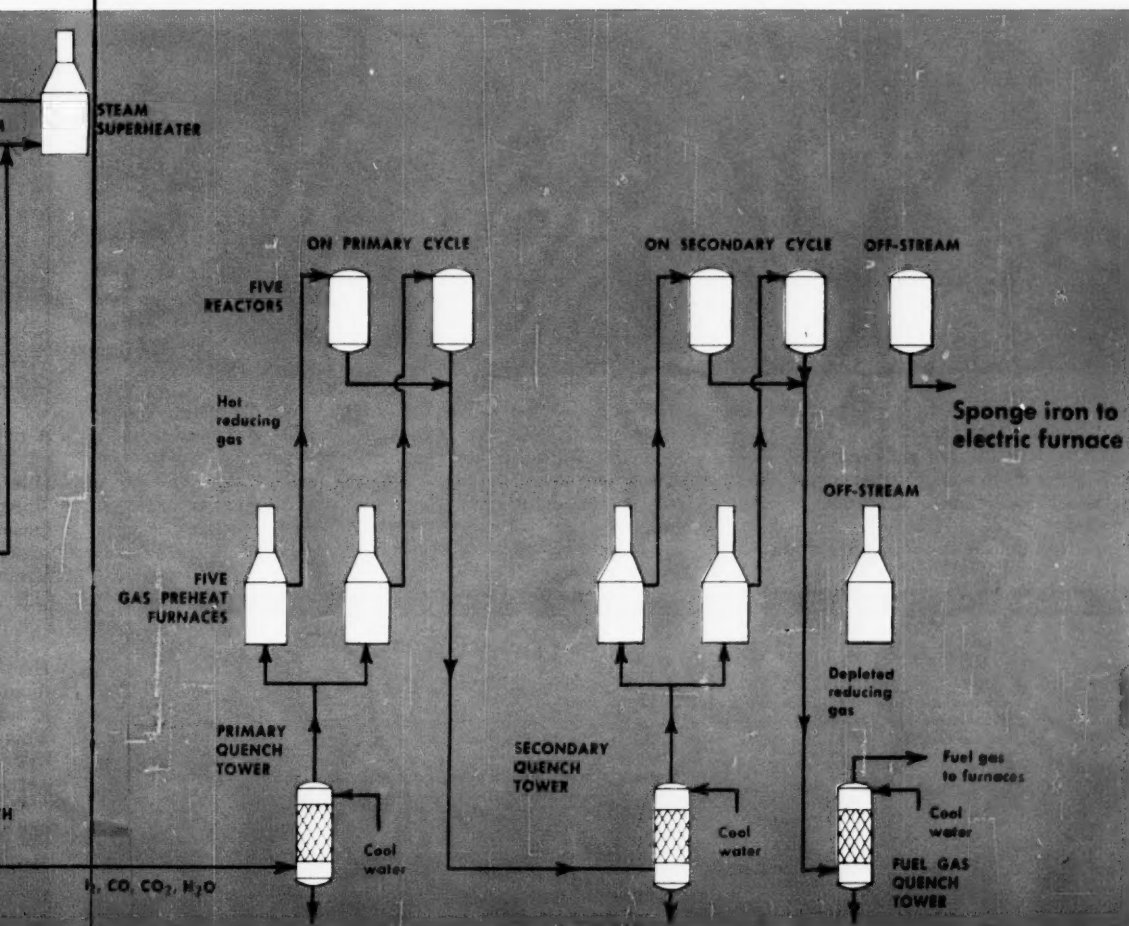 STEAM
SUPERHEATER
ON PRIMARY CYCLE
ON SECONDARY CYCLE
OFF-STREAM
FIVE
REACTORS
Hot
reducing
gas
Sponge iron to
electric furnace
OFF-STREAM
FIVE
GAS PREHEAT
FURNACES
Depleted
reducing
gas
PRIMARY
QUENCH
TOWER
SECONDARY
QUENCH
TOWER
Fuel gas
to furnaces
Cool
water
Cool
water
Cool
water
FUEL GAS
QUENCH
TOWER
CO, CO₂, H₂O